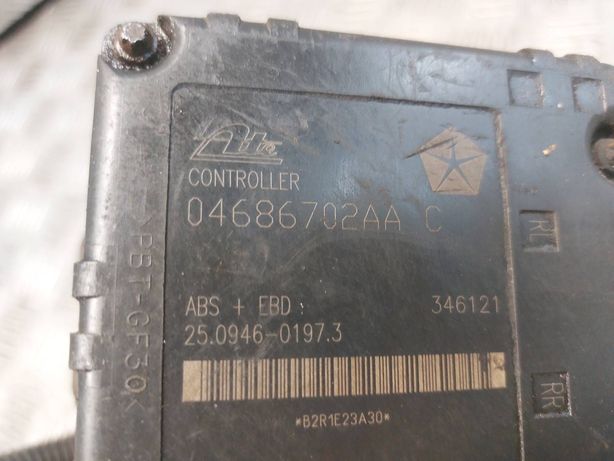 Ate
CONTROLLER
04686702AA C
ABS + EBD : 346121
25.0946-0197.3
*B2R1E23A30*
>PBT-GF30<
RL
RR